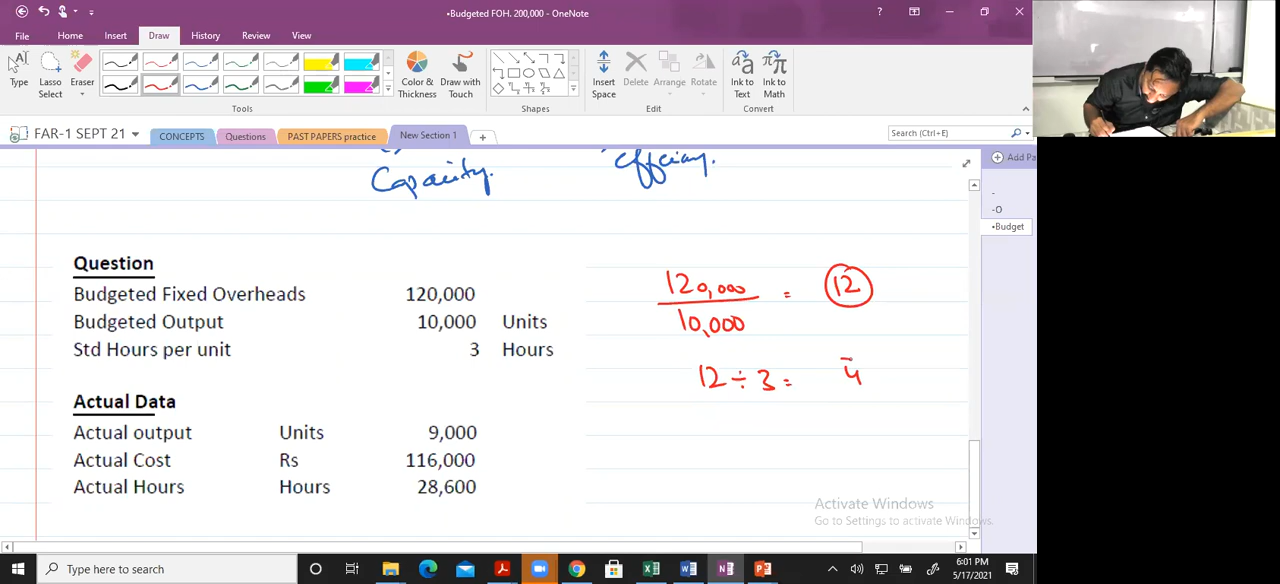 •Budgeted FOH. 200,000 - OneNote
File Home Insert Draw History Review View
Type Lasso Select Eraser Color & Thickness Draw with Touch Insert Space Delete Arrange Rotate Ink to Text Ink to Math
Tools Shapes Edit Convert
FAR-1 SEPT 21 CONCEPTS Questions PAST PAPERS practice New Section 1 Search (Ctrl+E)
Add Pa
Capacity. efficiency.
-
-O
•Budget
Question
Budgeted Fixed Overheads 120,000
Budgeted Output 10,000 Units
Std Hours per unit 3 Hours
120,000 / 10,000 = 12
12 ÷ 3 = 4
Actual Data
Actual output Units 9,000
Actual Cost Rs 116,000
Actual Hours Hours 28,600
Activate Windows
Go to Settings to activate Windows.
Type here to search
6:01 PM
5/17/2021